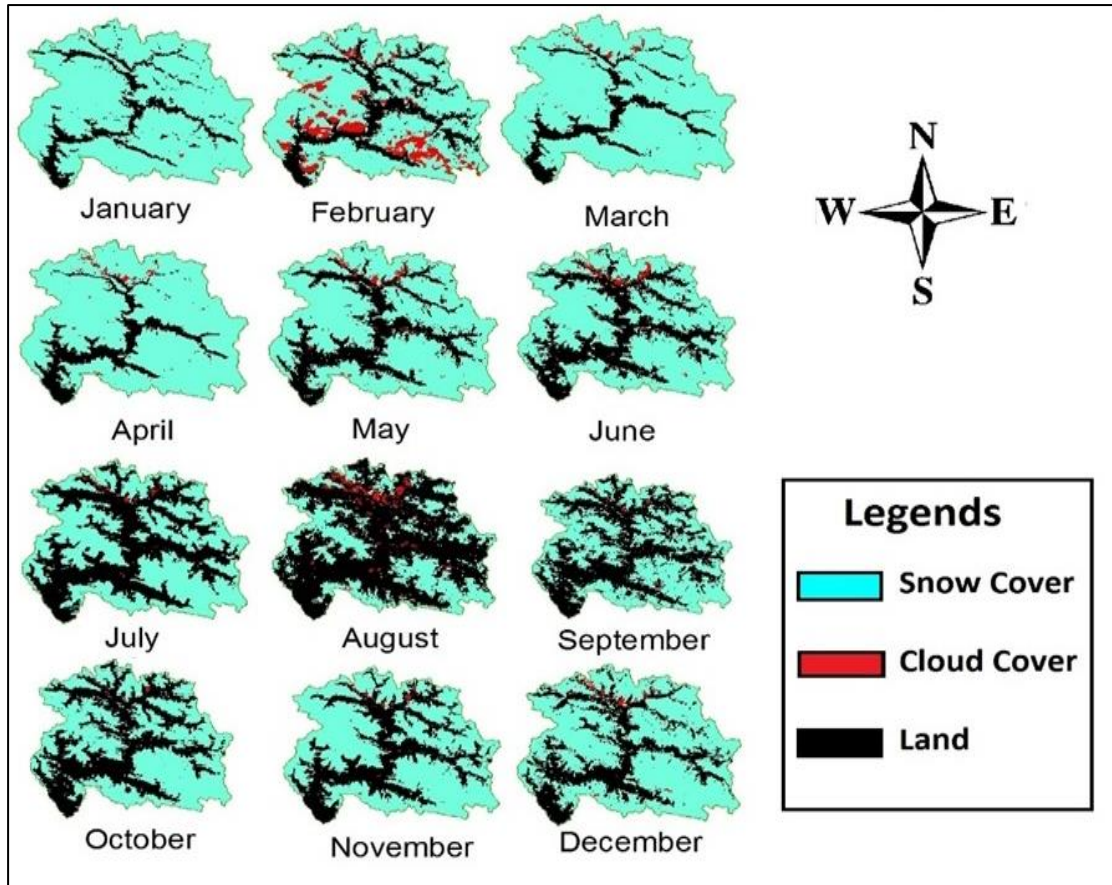 January
February
March
N
W
E
S
April
May
June
July
August
September
October
November
December
Legends
Snow Cover
Cloud Cover
Land